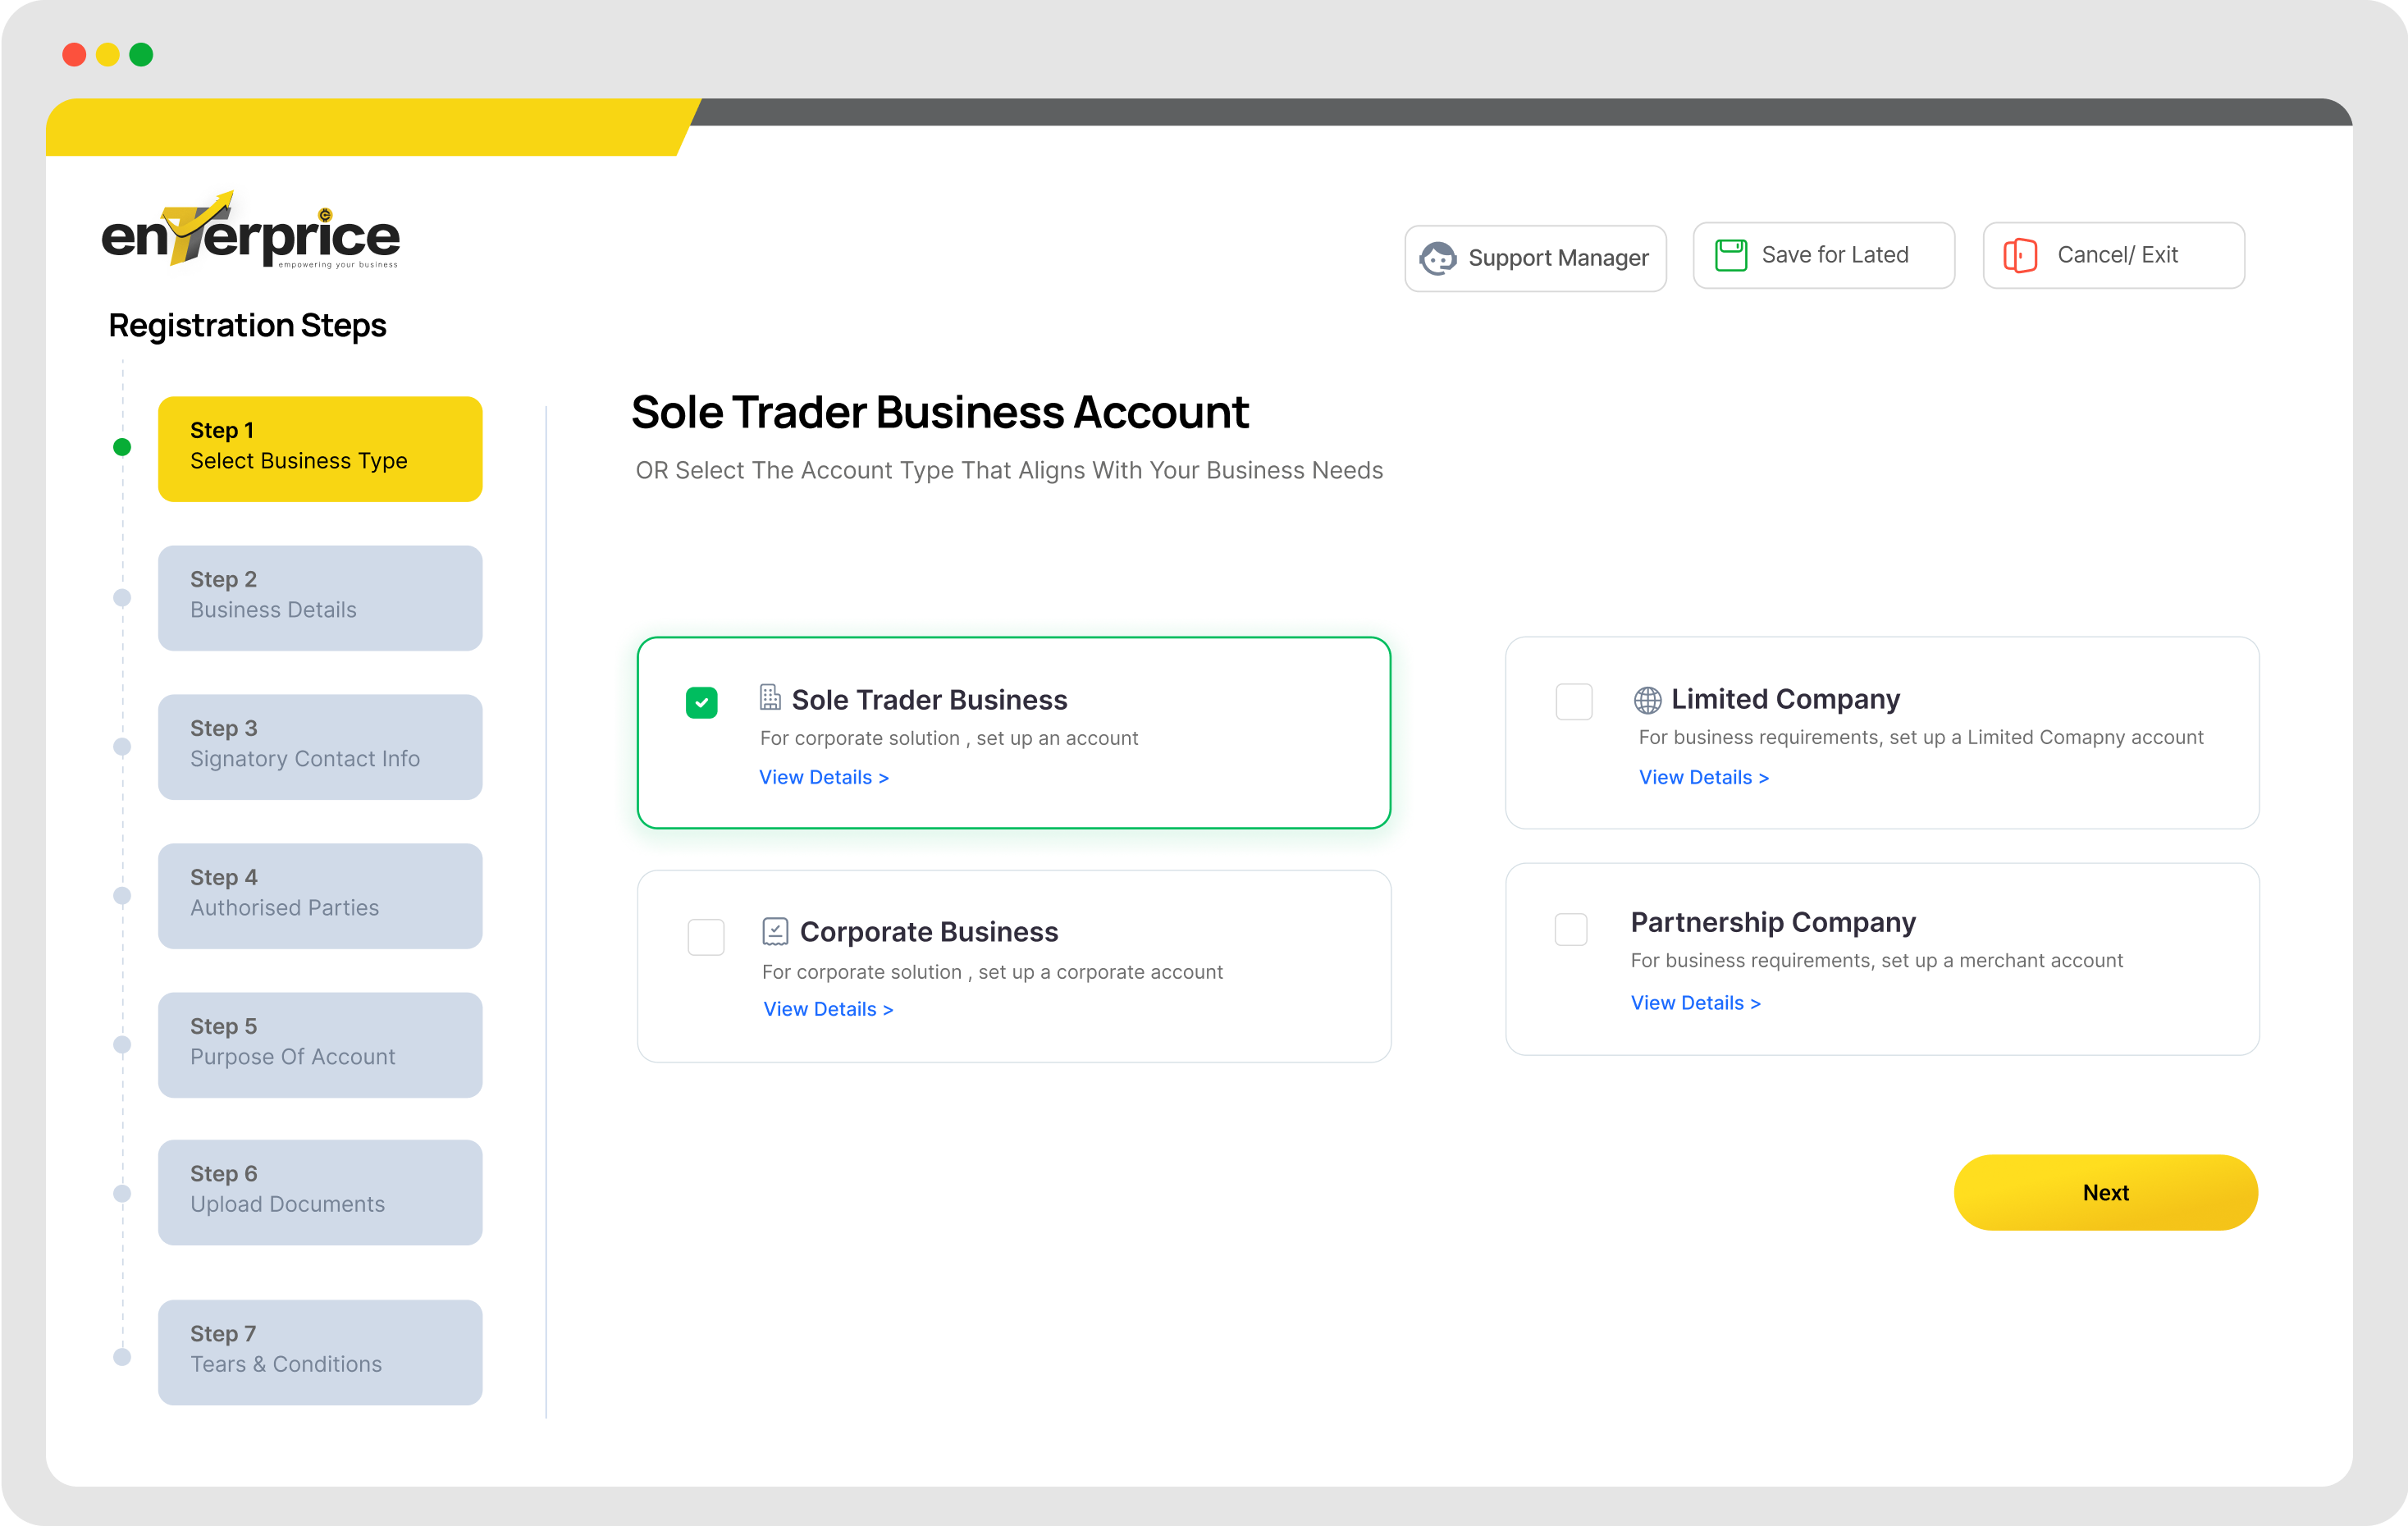 enTerprice
empowering your business
Support Manager
Save for Lated
Cancel/ Exit
Registration Steps
Step 1
Select Business Type
Step 2
Business Details
Step 3
Signatory Contact Info
Step 4
Authorised Parties
Step 5
Purpose Of Account
Step 6
Upload Documents
Step 7
Tears & Conditions
Sole Trader Business Account
OR Select The Account Type That Aligns With Your Business Needs
Sole Trader Business
For corporate solution , set up an account
View Details >
Limited Company
For business requirements, set up a Limited Comapny account
View Details >
Corporate Business
For corporate solution , set up a corporate account
View Details >
Partnership Company
For business requirements, set up a merchant account
View Details >
Next